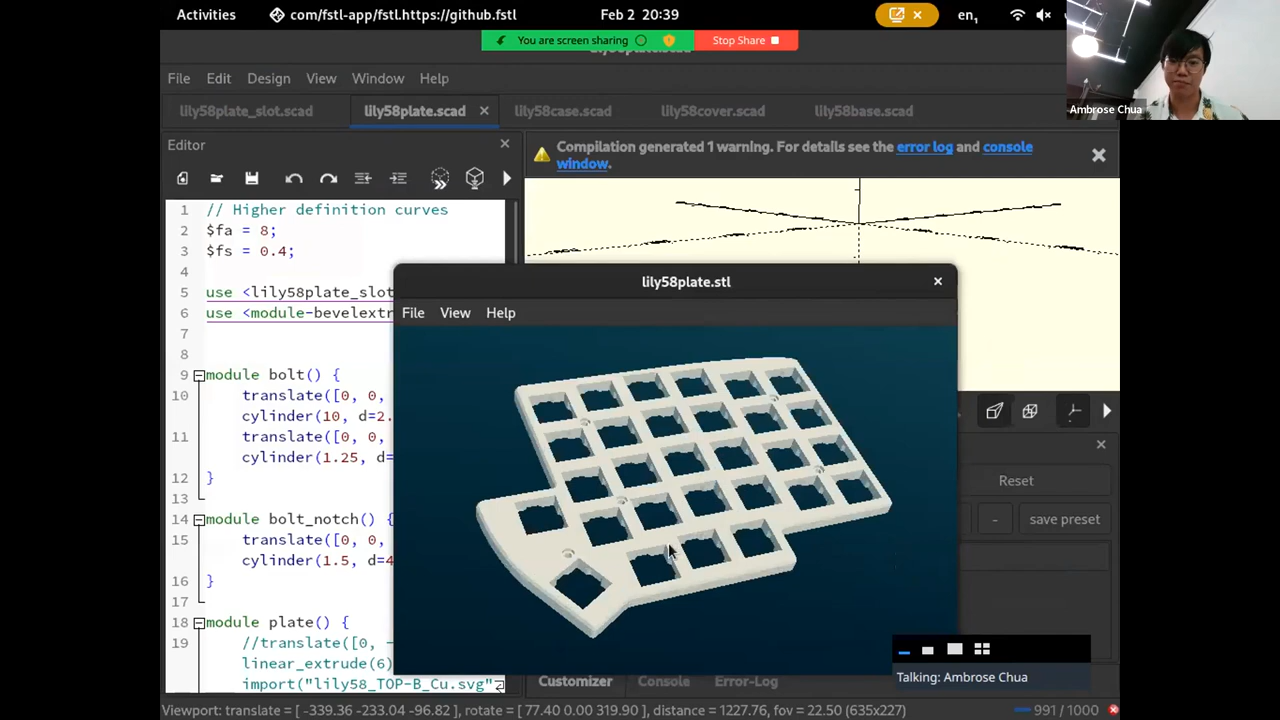 Activities com/fstl-app/fstl.https://github.fstl Feb 2 20:39 en₁
You are screen sharing Stop Share
File Edit Design View Window Help
lily58plate_slot.scad lily58plate.scad lily58case.scad lily58cover.scad lily58base.scad
Ambrose Chua
Editor
Compilation generated 1 warning. For details see the error log and console
window.
1 // Higher definition curves
2 $fa = 8;
3 $fs = 0.4;
4
5 use <lily58plate_slot
6 use <module-bevelextr
7
8
9 module bolt() {
10 translate([0, 0,
cylinder(10, d=2.
11 translate([0, 0,
cylinder(1.25, d=
12 }
13
14 module bolt_notch() {
15 translate([0, 0,
cylinder(1.5, d=4
16 }
17
18 module plate() {
19 //translate([0, -
linear_extrude(6)
import("lily58_TOP-B_Cu.svg"
lily58plate.stl
File View Help
Reset
- save preset
Talking: Ambrose Chua
Customizer Console Error-Log
Viewport: translate = [ -339.36 -233.04 -96.82 ], rotate = [ 77.40 0.00 319.90 ], distance = 1227.76, fov = 22.50 (635x227) 991 / 1000